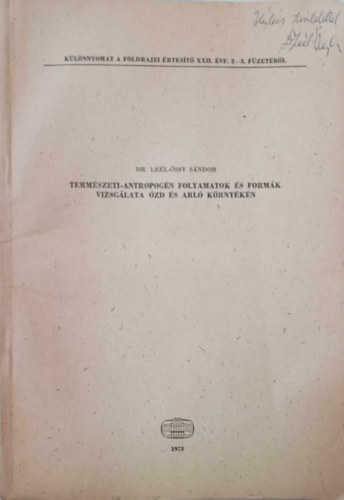 KÜLÖNNYOMAT A FÖLDRAJZI ÉRTESÍTŐ XXII. ÉVF. 2–3. FÜZETÉBŐL
DR. LEÉL-ŐSSY SÁNDOR
TERMÉSZETI-ANTROPOGÉN FOLYAMATOK ÉS FORMÁK
VIZSGÁLATA ÓZD ÉS ARLÓ KÖRNYÉKÉN
1973